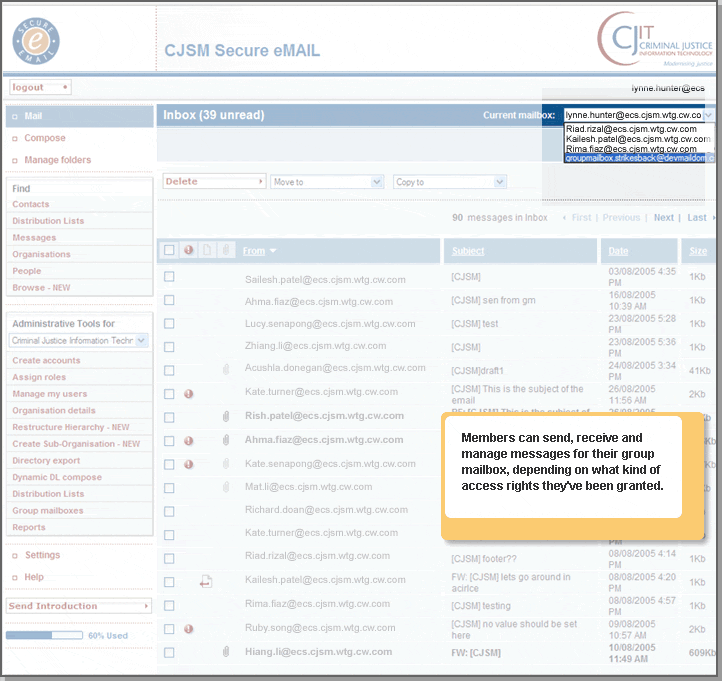 SECURE
e
EMAIL
CJSM Secure eMAIL
CJIT
CRIMINAL JUSTICE
INFORMATION TECHNOLOGY
Modernising justice
logout
lynne.hunter@ecs
Mail
Compose
Manage folders
Find
Contacts
Distribution Lists
Messages
Organisations
People
Browse - NEW
Administrative Tools for
Criminal Justice Information Techn
Create accounts
Assign roles
Manage my users
Organisation details
Restructure Hierarchy - NEW
Create Sub-Organisation - NEW
Directory export
Dynamic DL compose
Distribution Lists
Group mailboxes
Reports
Settings
Help
Send Introduction
60% Used
Inbox (39 unread)
Current mailbox: lynne.hunter@ecs.cjsm.wtg.cw.co
Riad.rizal@ecs.cjsm.wtg.cw.com
Kailesh.patel@ecs.cjsm.wtg.cw.com
Rima.fiaz@ecs.cjsm.wtg.cw.com
groupmailbox.strikesback@devmaildom
Delete Move to Copy to
90 messages in Inbox First | Previous | Next | Last
From Subject Date Size
Sailesh.patel@ecs.cjsm.wtg.cw.com [CJSM] 03/08/2005 4:35 PM 1Kb
Ahma.fiaz@ecs.cjsm.wtg.cw.com [CJSM] sen from gm 16/08/2005 10:39 AM 1Kb
Lucy.senapong@ecs.cjsm.wtg.cw.com [CJSM] test 23/08/2005 5:28 PM 1Kb
Zhiang.li@ecs.cjsm.wtg.cw.com [CJSM] 23/08/2005 5:36 PM 1Kb
Acushla.donegan@ecs.cjsm.wtg.cw.com [CJSM]draft1 24/08/2005 3:34 PM 41Kb
Kate.turner@ecs.cjsm.wtg.cw.com [CJSM] This is the subject of the email 26/08/2005 11:56 AM 2Kb
Rish.patel@ecs.cjsm.wtg.cw.com RE: [CJSM] This is the subject of 26/08/2005
Ahma.fiaz@ecs.cjsm.wtg.cw.com
Kate.senapong@ecs.cjsm.wtg.cw.com
Mat.li@ecs.cjsm.wtg.cw.com
Richard.doan@ecs.cjsm.wtg.cw.com
Kate.turner@ecs.cjsm.wtg.cw.com
Members can send, receive and
manage messages for their group
mailbox, depending on what kind of
access rights they've been granted.
Riad.rizal@ecs.cjsm.wtg.cw.com [CJSM] footer?? 08/08/2005 4:14 PM 1Kb
Kailesh.patel@ecs.cjsm.wtg.cw.com FW: [CJSM] lets go around in acirlce 08/08/2005 4:20 PM 1Kb
Rima.fiaz@ecs.cjsm.wtg.cw.com [CJSM] testing 08/08/2005 4:57 PM 1Kb
Ruby.song@ecs.cjsm.wtg.cw.com [CJSM] no value should be set here 09/08/2005 10:57 AM 2Kb
Hiang.li@ecs.cjsm.wtg.cw.com FW: [CJSM] 10/08/2005 11:49 AM 609Kb